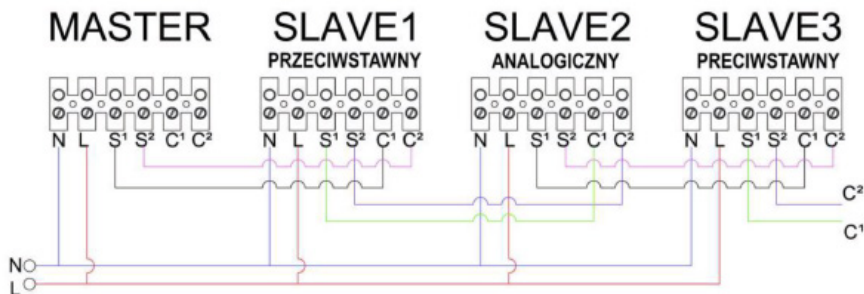 MASTER SLAVE1 SLAVE2 SLAVE3
PRZECIWSTAWNY ANALOGICZNY PRECIWSTAWNY
N L S¹ S² C¹ C² N L S¹ S² C¹ C² N L S¹ S² C¹ C² N L S¹ S² C¹ C²
C²
C¹
N
L